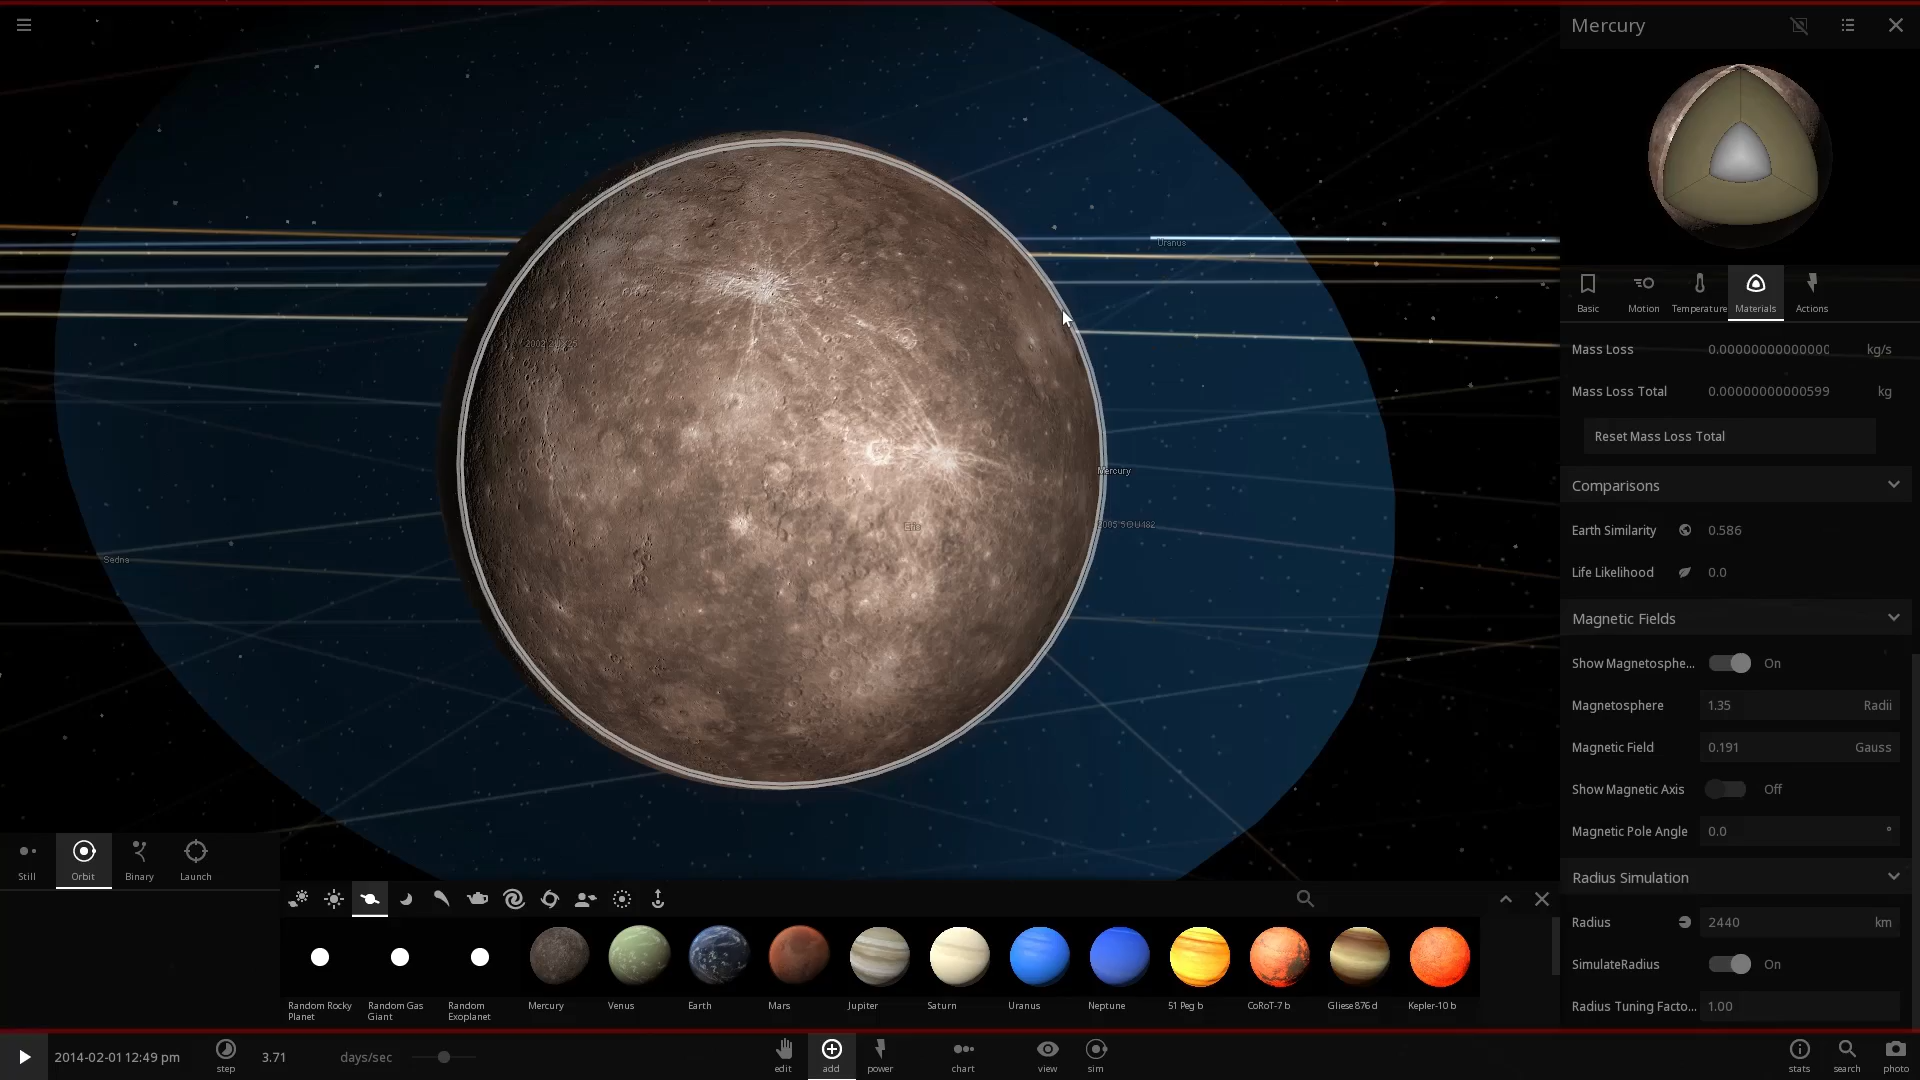 Mercury
Uranus
Mercury
Sedna
Basic
Motion
Temperature
Materials
Actions
Mass Loss 0.00000000000000 kg/s
Mass Loss Total 0.00000000000599 kg
Reset Mass Loss Total
Comparisons
Earth Similarity 0.586
Life Likelihood 0.0
Magnetic Fields
Show Magnetosphe... On
Magnetosphere 1.35 Radii
Magnetic Field 0.191 Gauss
Show Magnetic Axis Off
Magnetic Pole Angle 0.0 °
Radius Simulation
Radius 2440 km
SimulateRadius On
Radius Tuning Facto... 1.00
Still
Orbit
Binary
Launch
Random Rocky
Planet
Random Gas
Giant
Random
Exoplanet
Mercury
Venus
Earth
Mars
Jupiter
Saturn
Uranus
Neptune
51 Peg b
CoRoT-7 b
Gliese 876 d
Kepler-10 b
2014-02-01 12:49 pm
step
3.71 days/sec
edit
add
power
chart
view
sim
stats
search
photo